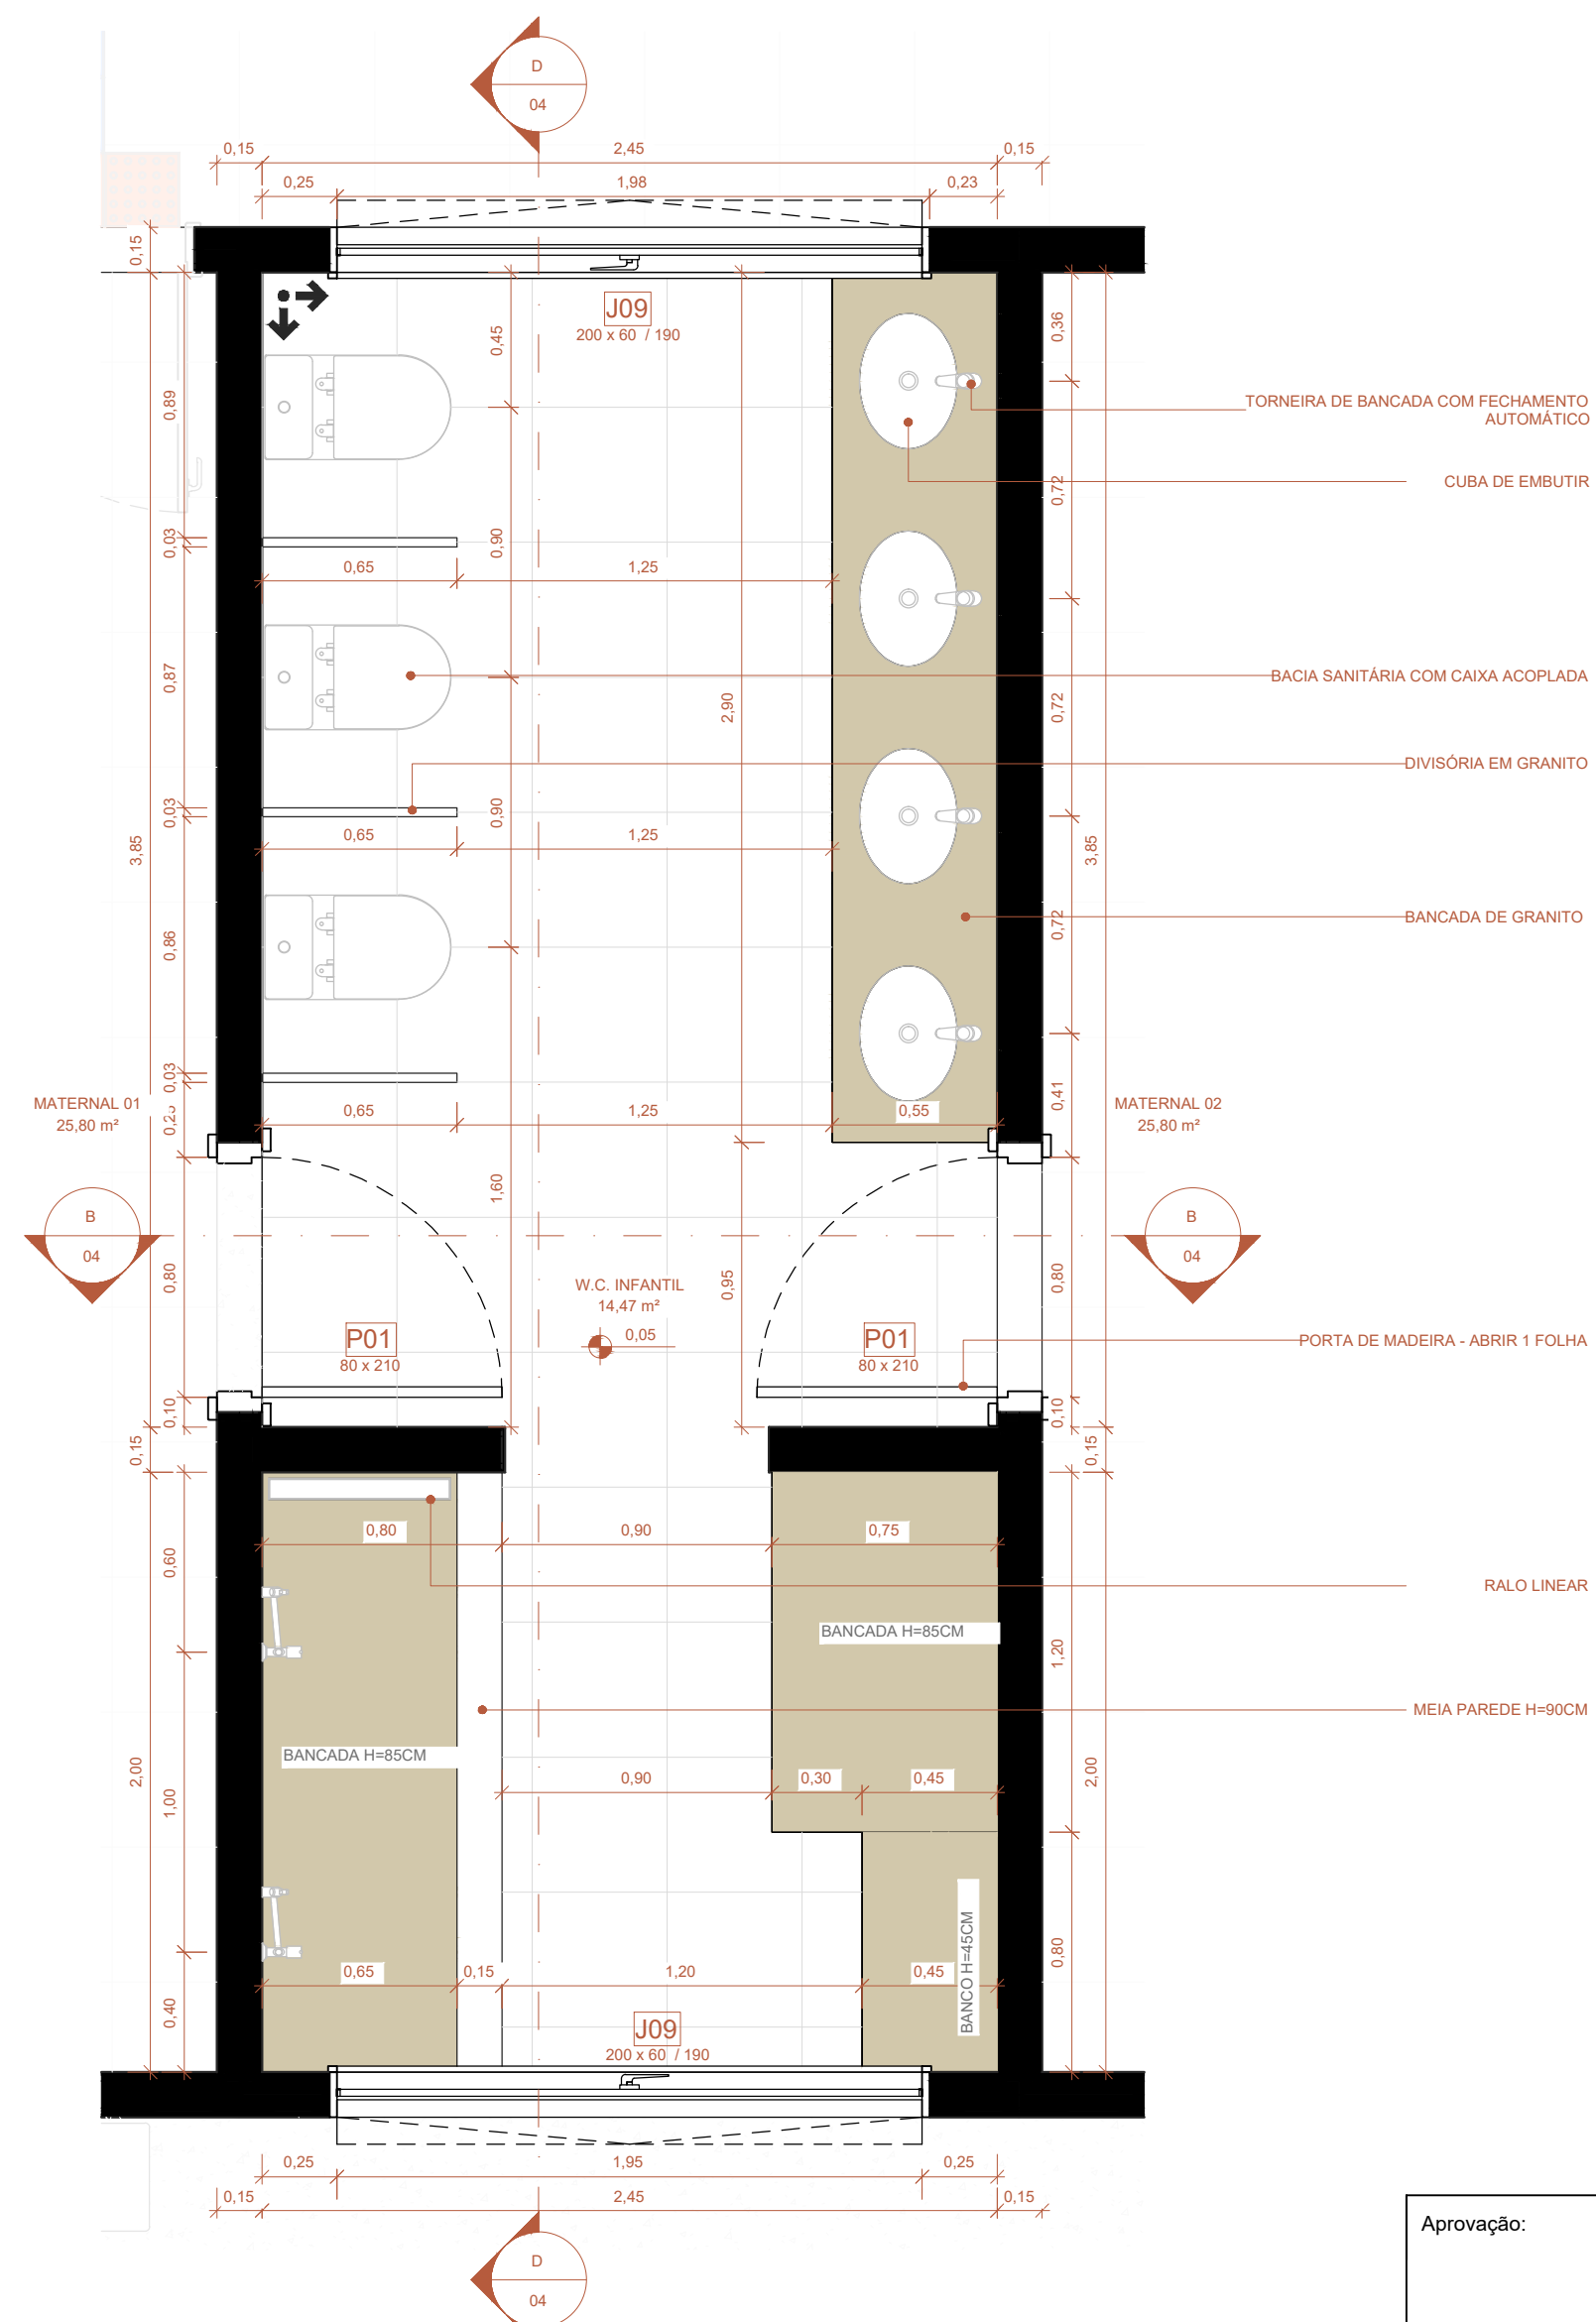 D
04
0,15
2,45
0,15
0,25
1,98
0,23
0,15
J09
200 x 60 / 190
0,45
0,36
0,89
TORNEIRA DE BANCADA COM FECHAMENTO
AUTOMÁTICO
CUBA DE EMBUTIR
0,72
0,03
0,90
0,65
1,25
BACIA SANITÁRIA COM CAIXA ACOPLADA
0,87
2,90
0,72
DIVISÓRIA EM GRANITO
0,03
0,90
3,85
0,65
1,25
3,85
BANCADA DE GRANITO
0,86
0,72
0,03
MATERNAL 01
25,80 m²
0,65
1,25
0,55
0,41
MATERNAL 02
25,80 m²
1,60
B
04
B
04
0,80
W.C. INFANTIL
14,47 m²
0,95
0,80
0,05
P01
80 x 210
P01
80 x 210
PORTA DE MADEIRA - ABRIR 1 FOLHA
0,10
0,10
0,15
0,15
0,80
0,90
0,75
0,60
RALO LINEAR
BANCADA H=85CM
1,20
MEIA PAREDE H=90CM
BANCADA H=85CM
2,00
0,90
0,30
0,45
2,00
1,00
BANCO H=45CM
0,80
0,65
0,15
1,20
0,45
0,40
J09
200 x 60 / 190
0,25
1,95
0,25
0,15
2,45
0,15
Aprovação:
D
04